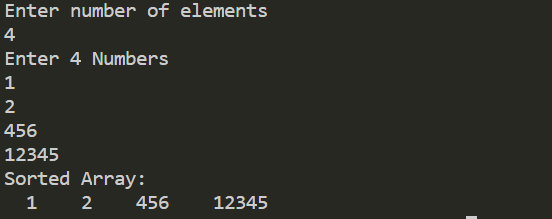 Enter number of elements
4
Enter 4 Numbers
1
2
456
12345
Sorted Array:
  1    2    456    12345